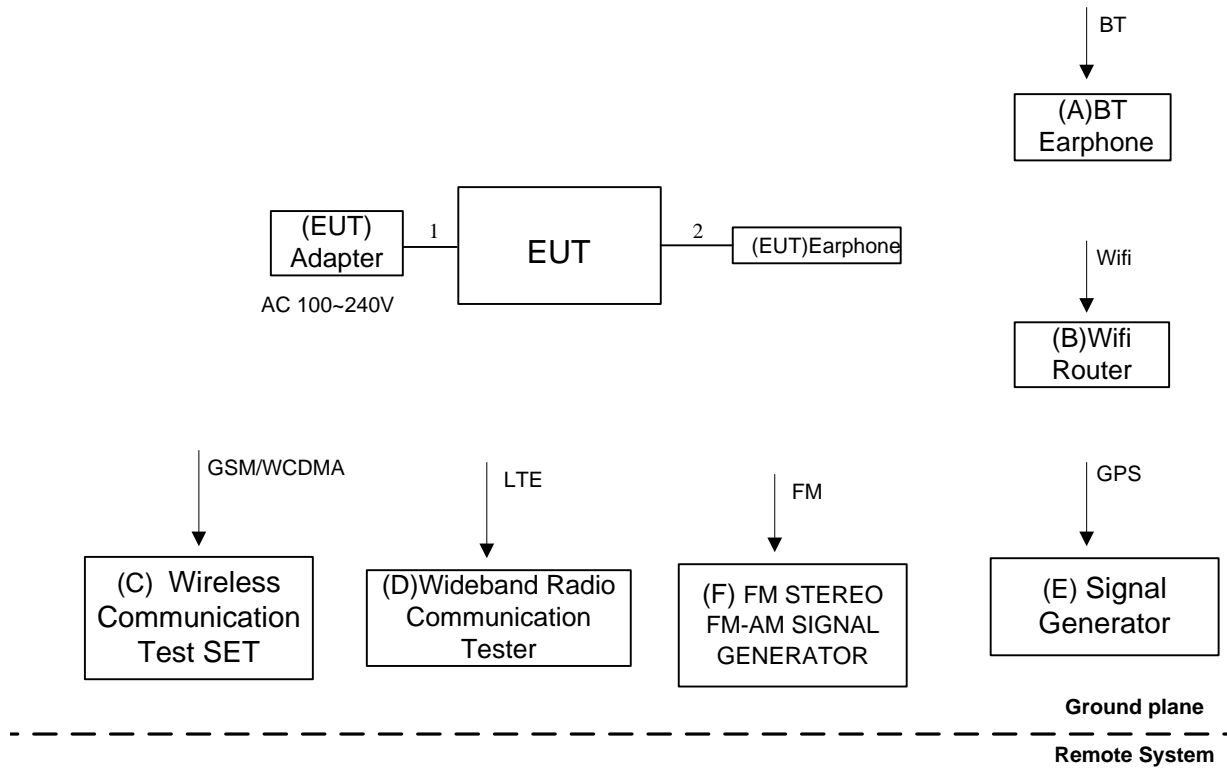 BT
(A)BT
Earphone
(EUT)
Adapter
1
EUT
2
(EUT)Earphone
AC 100~240V
Wifi
(B)Wifi
Router
GSM/WCDMA
LTE
FM
GPS
(C) Wireless
Communication
Test SET
(D)Wideband Radio
Communication
Tester
(F) FM STEREO
FM-AM SIGNAL
GENERATOR
(E) Signal
Generator
Ground plane
Remote System